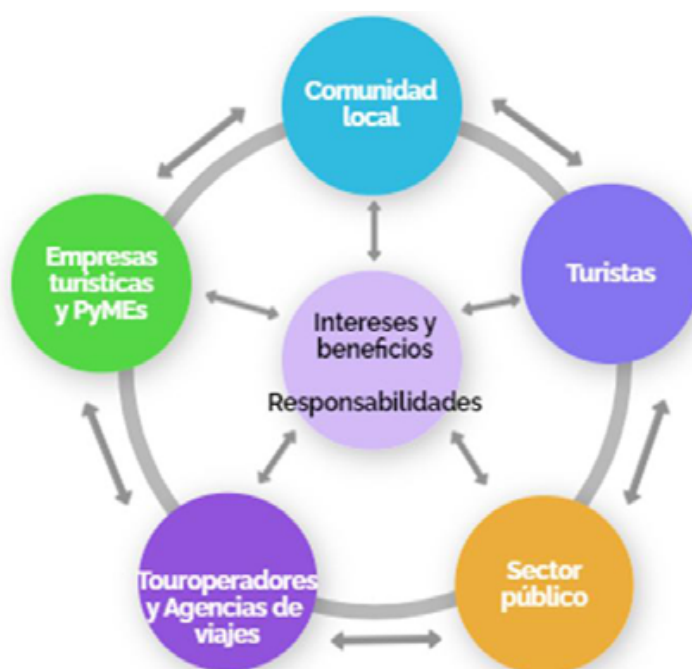 Comunidad
local
Turistas
Empresas
turísticas
y PyMEs
Intereses y
beneficios
Responsabilidades
Touroperadores
y Agencias de
viajes
Sector
público